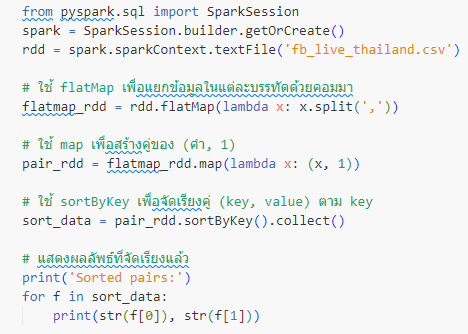 from pyspark.sql import SparkSession
spark = SparkSession.builder.getOrCreate()
rdd = spark.sparkContext.textFile('fb_live_thailand.csv')
# ใช้ flatMap เพื่อแยกข้อมูลในแต่ละบรรทัดด้วยคอมมา
flatmap_rdd = rdd.flatMap(lambda x: x.split(','))
# ใช้ map เพื่อสร้างคู่ของ (คำ, 1)
pair_rdd = flatmap_rdd.map(lambda x: (x, 1))
# ใช้ sortByKey เพื่อจัดเรียงคู่ (key, value) ตาม key
sort_data = pair_rdd.sortByKey().collect()
# แสดงผลลัพธ์ที่จัดเรียงแล้ว
print('Sorted pairs:')
for f in sort_data:
    print(str(f[0]), str(f[1]))